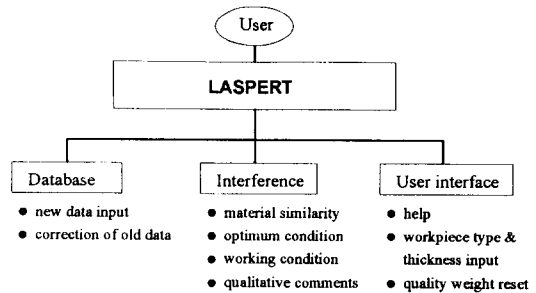 User
LASPERT
Database
● new data input
● correction of old data
Interference
● material similarity
● optimum condition
● working condition
● qualitative comments
User interface
● help
● workpiece type &
thickness input
● quality weight reset